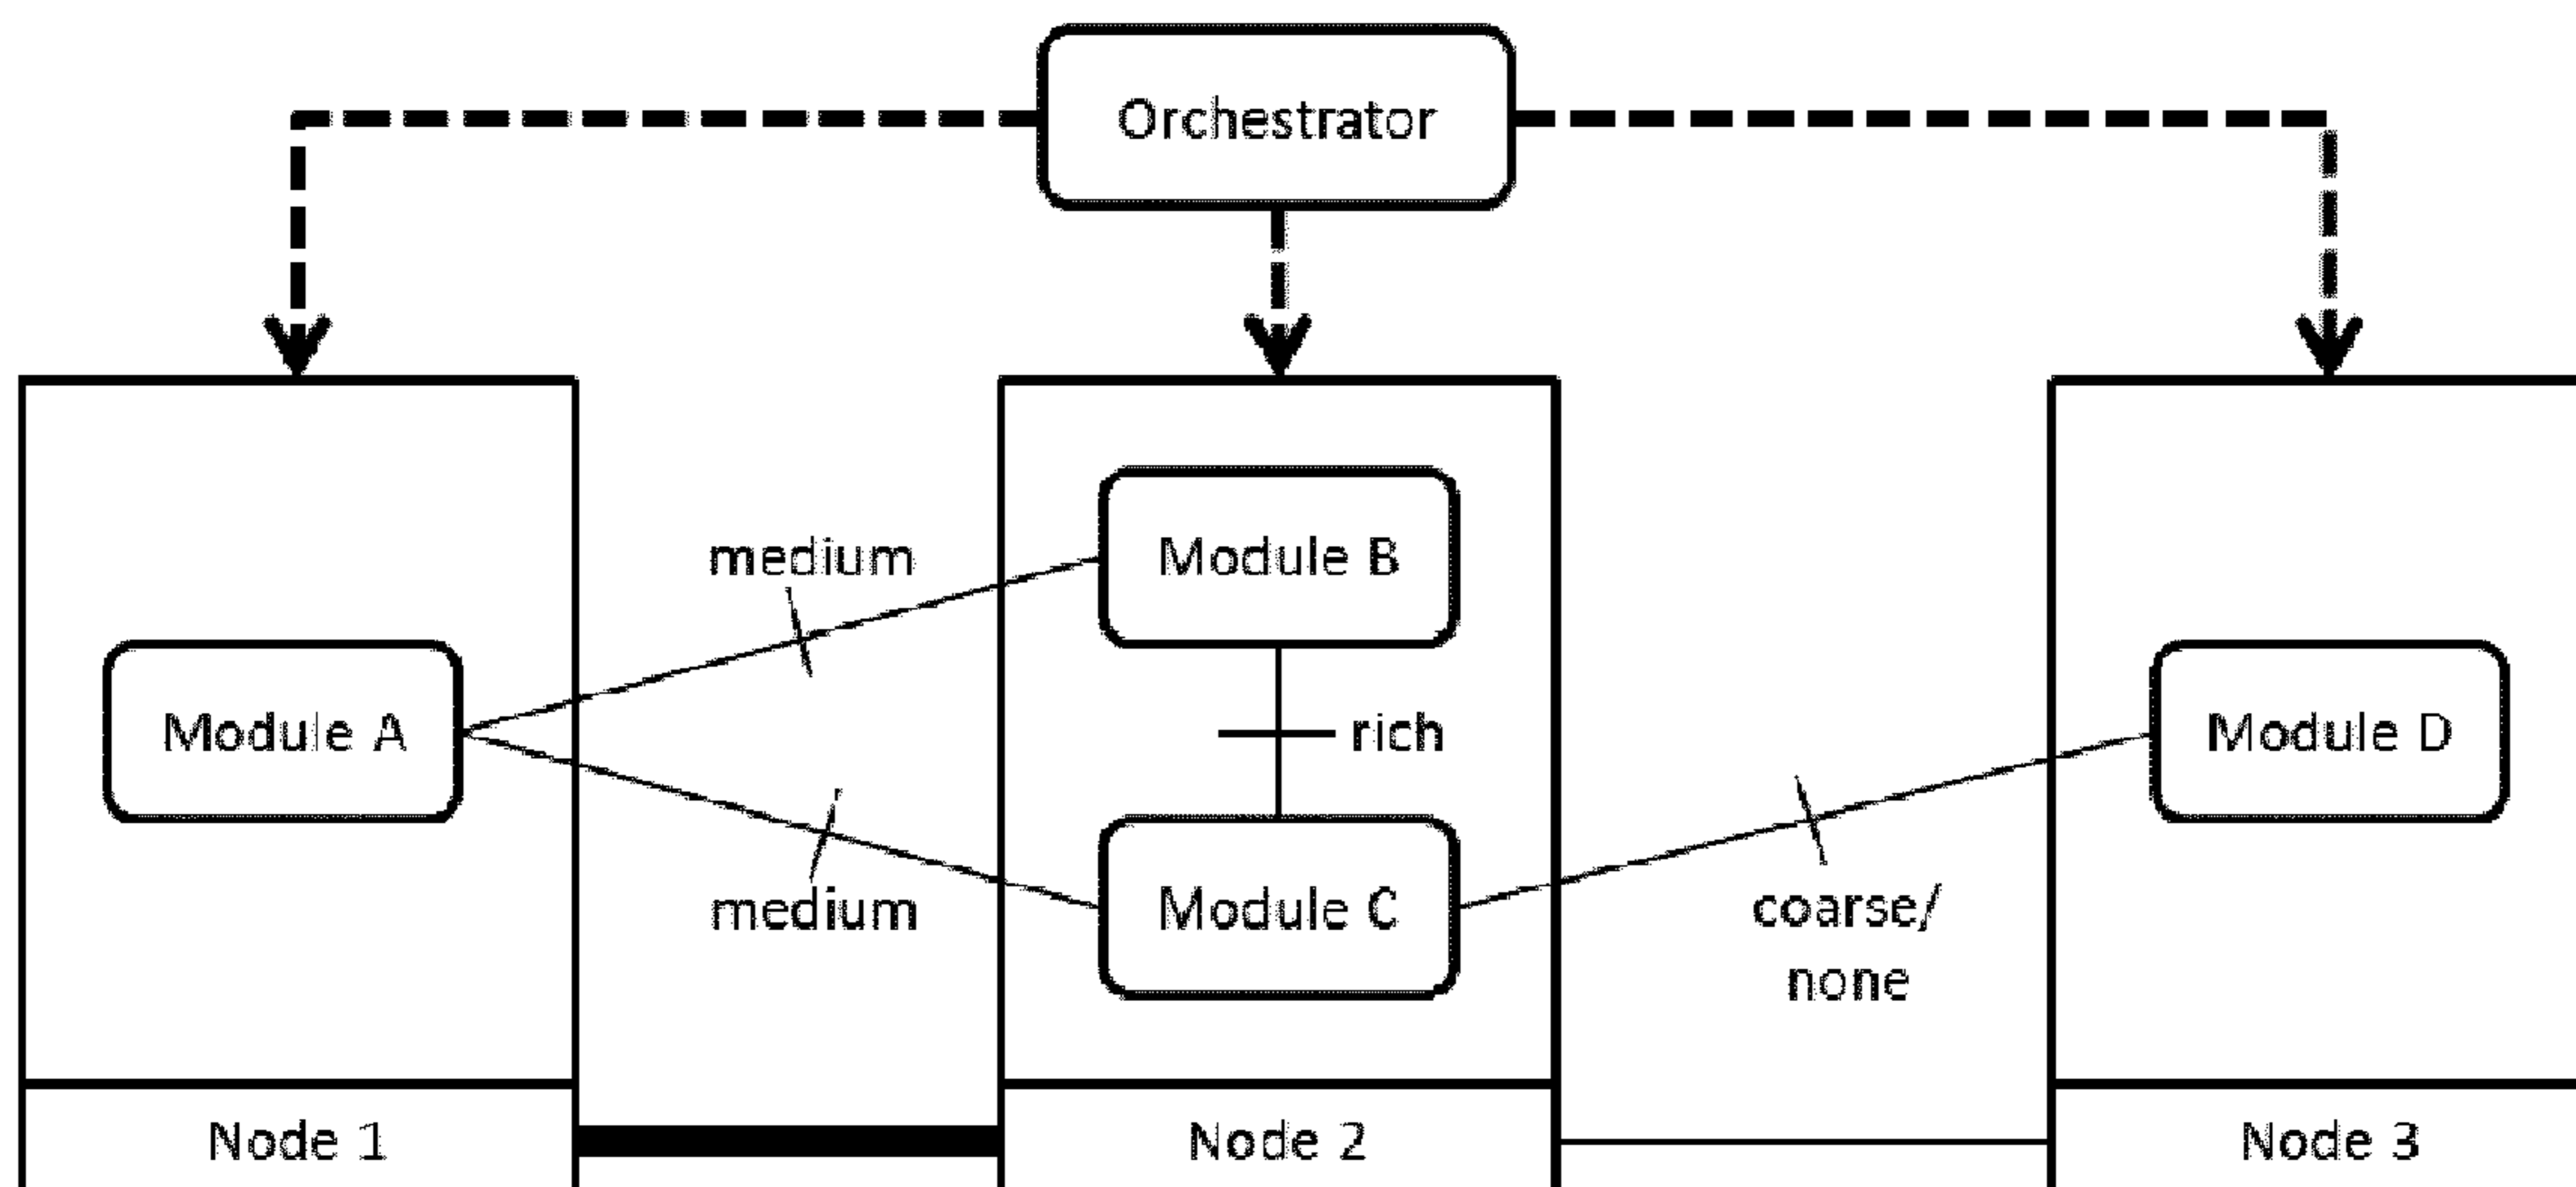 Orchestrator
medium
Module B
Module A
rich
Module D
medium
Module C
coarse/
none
Node 1
Node 2
Node 3